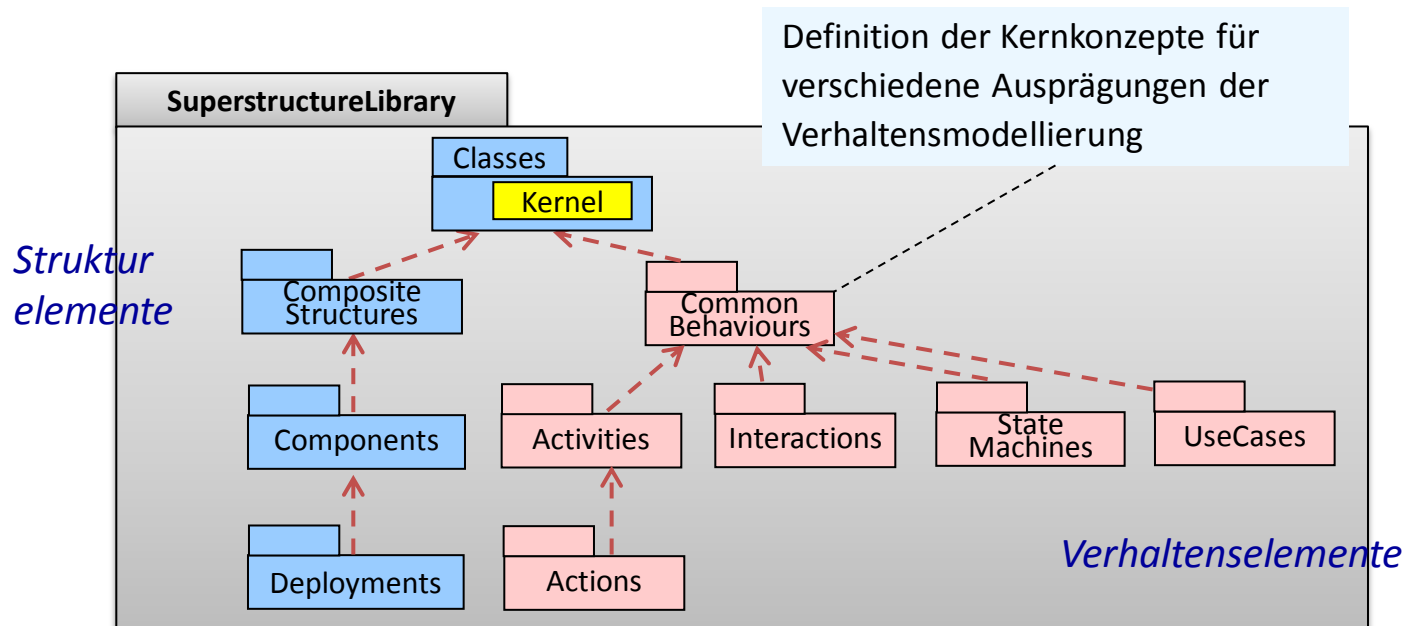 Definition der Kernkonzepte für
verschiedene Ausprägungen der
Verhaltensmodellierung
SuperstructureLibrary
Classes
Kernel
Struktur
elemente
Composite
Structures
Common
Behaviours
Components
Activities
Interactions
State
Machines
UseCases
Deployments
Actions
Verhaltenselemente